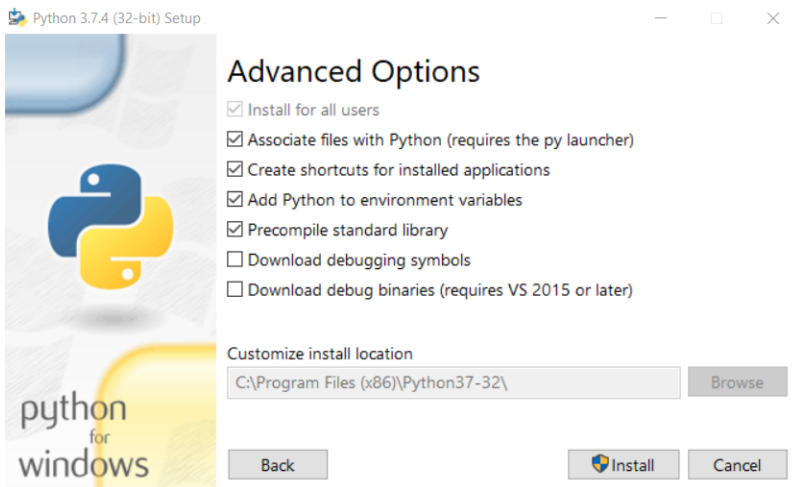 Python 3.7.4 (32-bit) Setup
Advanced Options
Install for all users
Associate files with Python (requires the py launcher)
Create shortcuts for installed applications
Add Python to environment variables
Precompile standard library
Download debugging symbols
Download debug binaries (requires VS 2015 or later)
Customize install location
C:\Program Files (x86)\Python37-32\
Browse
python
for
windows
Back
Install
Cancel